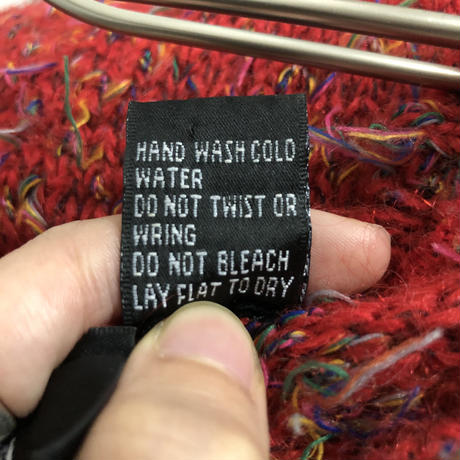 HAND WASH COLD
WATER
DO NOT TWIST OR
WRING
DO NOT BLEACH
LAY FLAT TO DRY